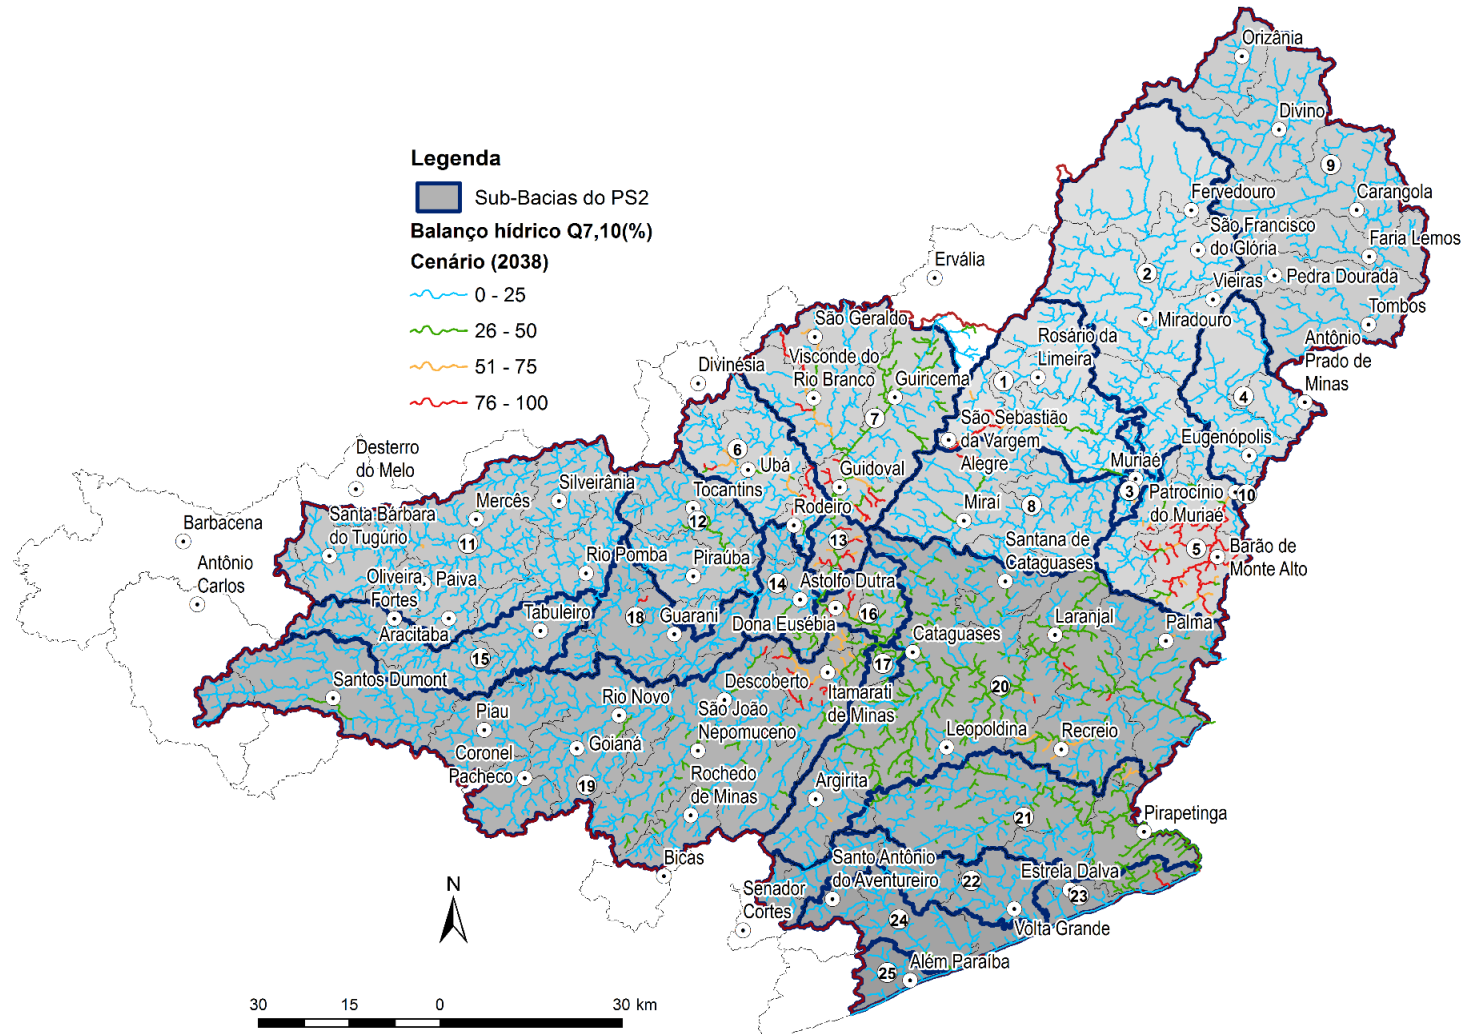 Orizânia
Divino
9
Legenda
Sub-Bacias do PS2
Balanço hídrico Q7,10(%)
Cenário (2038)
0 - 25
26 - 50
51 - 75
76 - 100
Fervedouro
Carangola
São Francisco
do Glória
Faria Lemos
Ervália
2
Vieiras
Pedra Dourada
Miradouro
Tombos
São Geraldo
Rosário da
Limeira
Antônio
Prado de
Minas
Visconde do
Rio Branco
Divinésia
Guiricema
1
4
7
São Sebastião
da Vargem
Alegre
Eugenópolis
Desterro
do Melo
6
Ubá
Guidoval
Muriaé
3
10
Silveirânia
Tocantins
Mercês
Patrocínio
do Muriaé
Santa Bárbara
do Tugúrio
12
Rodeiro
Miraí
8
Barbacena
11
13
Santana de
Cataguases
5
Barão de
Monte Alto
Antônio
Carlos
Oliveira
Fortes
Paiva
Rio Pomba
Piraúba
14
Astolfo Dutra
16
Tabuleiro
18
Guarani
Dona Eusébia
Laranjal
Palma
Aracitaba
15
Cataguases
17
Santos Dumont
Descoberto
Itamarati
de Minas
20
Rio Novo
São João
Nepomuceno
Piau
Goianá
Leopoldina
Recreio
Coronel
Pacheco
19
Rochedo
de Minas
Argirita
21
Pirapetinga
Bicas
Santo Antônio
do Aventureiro
22
Estrela Dalva
23
N
Senador
Cortes
24
Volta Grande
25
Além Paraíba
30 15 0 30 km